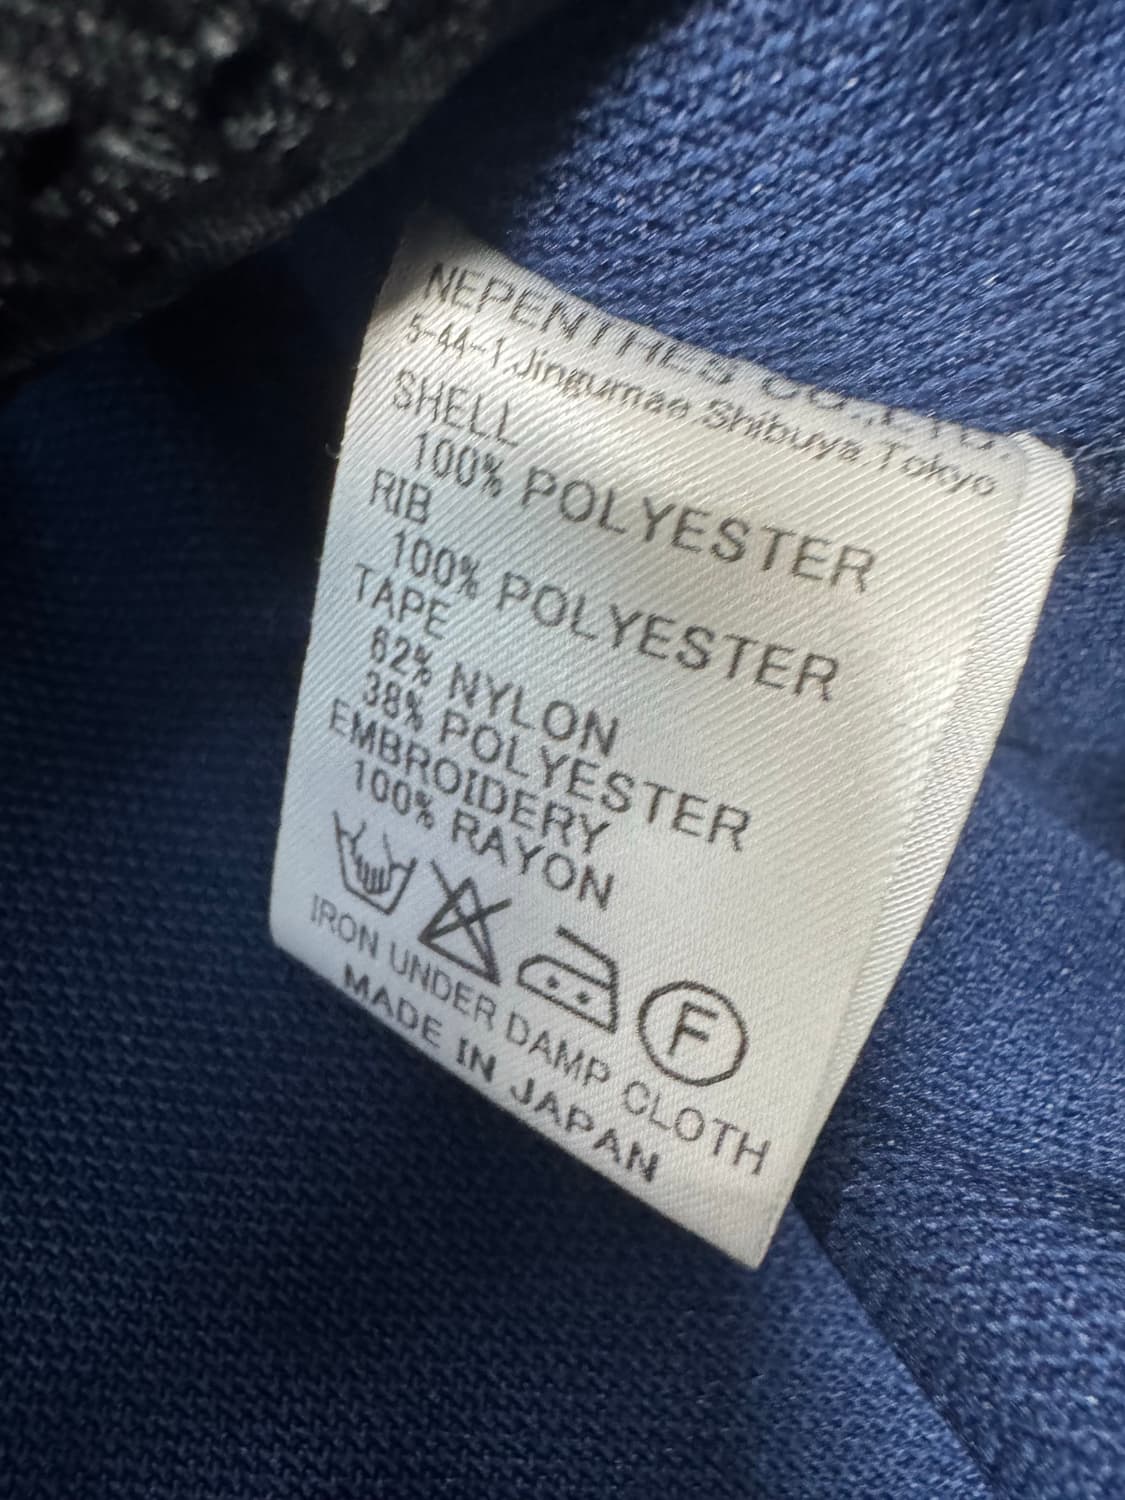 NEPENTHES CO.,LTD.
5-44-1,Jingumae,Shibuya,Tokyo
SHELL
100% POLYESTER
RIB
100% POLYESTER
TAPE
62% NYLON
38% POLYESTER
EMBROIDERY
100% RAYON
F
IRON UNDER DAMP CLOTH
MADE IN JAPAN